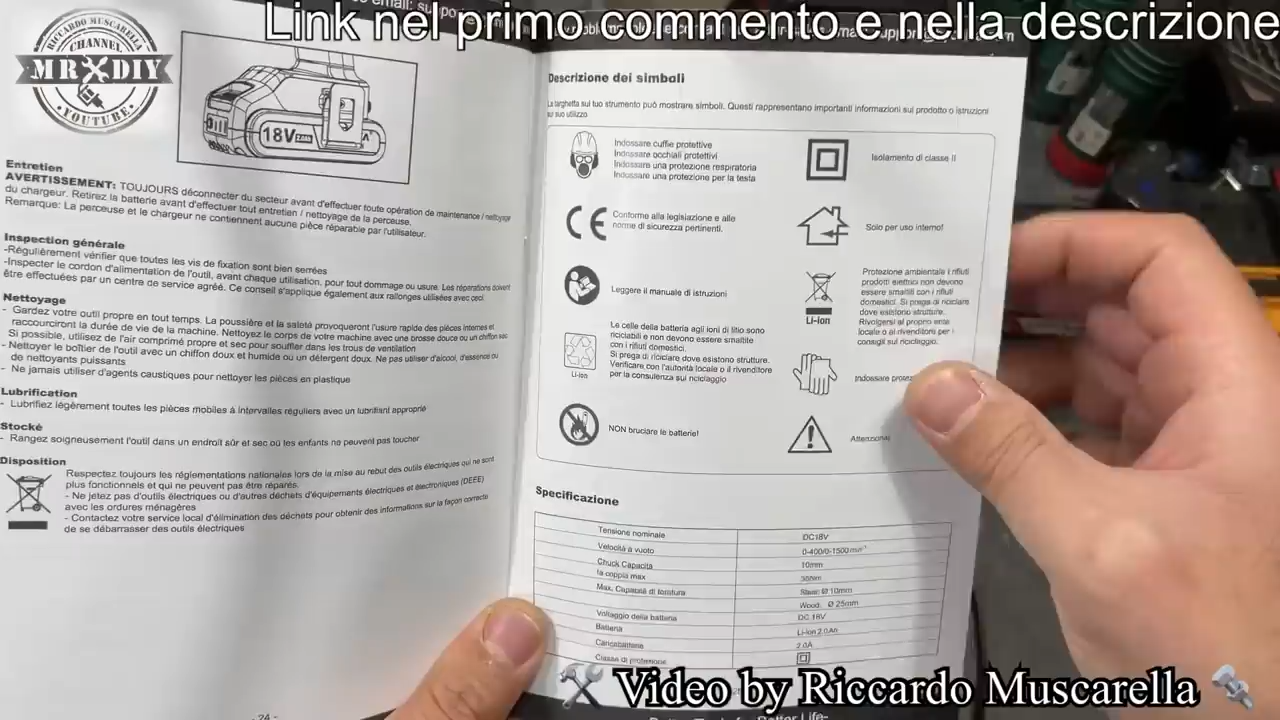 Link nel primo commento e nella descrizione
RICCARDO MUSCARELLA
CHANNEL
MR DIY
YOUTUBE
18V
Entretien
AVERTISSEMENT: TOUJOURS déconnecter du secteur avant d'effectuer toute opération de maintenance / nettoyage
du chargeur. Retirez la batterie avant d'effectuer tout entretien / nettoyage de la perceuse.
Remarque: La perceuse et le chargeur ne contiennent aucune pièce réparable par l'utilisateur.
Inspection générale
-Régulièrement vérifier que toutes les vis de fixation sont bien serrées
-Inspecter le cordon d'alimentation de l'outil, avant chaque utilisation, pour tout dommage ou usure. Les réparations doivent
être effectuées par un centre de service agréé. Ce conseil s'applique également aux rallonges utilisées avec ceci.
Nettoyage
- Gardez votre outil propre en tout temps. La poussière et la saleté provoqueront l'usure rapide des pièces internes et
raccourciront la durée de vie de la machine. Nettoyez le corps de votre machine avec une brosse douce ou un chiffon sec
Si possible, utilisez de l'air comprimé propre et sec pour souffler dans les trous de ventilation
- Nettoyer le boîtier de l'outil avec un chiffon doux et humide ou un détergent doux. Ne pas utiliser d'alcool, d'essence ou
de nettoyants puissants
- Ne jamais utiliser d'agents caustiques pour nettoyer les pièces en plastique
Lubrification
- Lubrifiez légèrement toutes les pièces mobiles à intervalles réguliers avec un lubrifiant approprié
Stocké
- Rangez soigneusement l'outil dans un endroit sûr et sec où les enfants ne peuvent pas toucher
Disposition
Respectez toujours les réglementations nationales lors de la mise au rebut des outils électriques qui ne sont
plus fonctionnels et qui ne peuvent pas être réparés.
- Ne jetez pas d'outils électriques ou d'autres déchets d'équipements électriques et électroniques (DEEE)
avec les ordures ménagères
- Contactez votre service local d'élimination des déchets pour obtenir des informations sur la façon correcte
de se débarrasser des outils électriques
- 24 -
Descrizione dei simboli
La targhetta sul tuo strumento può mostrare simboli. Questi rappresentano importanti informazioni sul prodotto o istruzioni
su suo utilizzo
Indossare cuffie protettive
Indossare occhiali protettivi
Indossare una protezione respiratoria
Indossare una protezione per la testa
Isolamento di classe II
CE
Conforme alla legislazione e alle
norme di sicurezza pertinenti.
Solo per uso interno!
Leggere il manuale di istruzioni
Li-ion
Protezione ambientale I rifiuti
prodotti elettrici non devono
essere smaltiti con i rifiuti
domestici. Si prega di riciclare
dove esistono strutture.
Rivolgersi al proprio ente
locale o al rivenditore per i
consigli sul riciclaggio.
Li-ion
Le celle della batteria agli ioni di litio sono
riciclabili e non devono essere smaltite
con i rifiuti domestici.
Si prega di riciclare dove esistono strutture.
Verificare con l'autorità locale o il rivenditore
per la consulenza sul riciclaggio
Indossare
NON bruciare le batterie!
Attenzione!
Specificazione
Tensione nominale DC18V
Velocità a vuoto 0-400/0-1500min⁻¹
Chuck Capacità 10mm
la coppia max
Max. Capacità di foratura Ø 10mm
Wood: Ø 25mm
Voltaggio della batteria DC 18V
Batteria Li-Ion 2.0Ah
Caricabatterie 2.0A
Classe di protezione
Video by Riccardo Muscarella